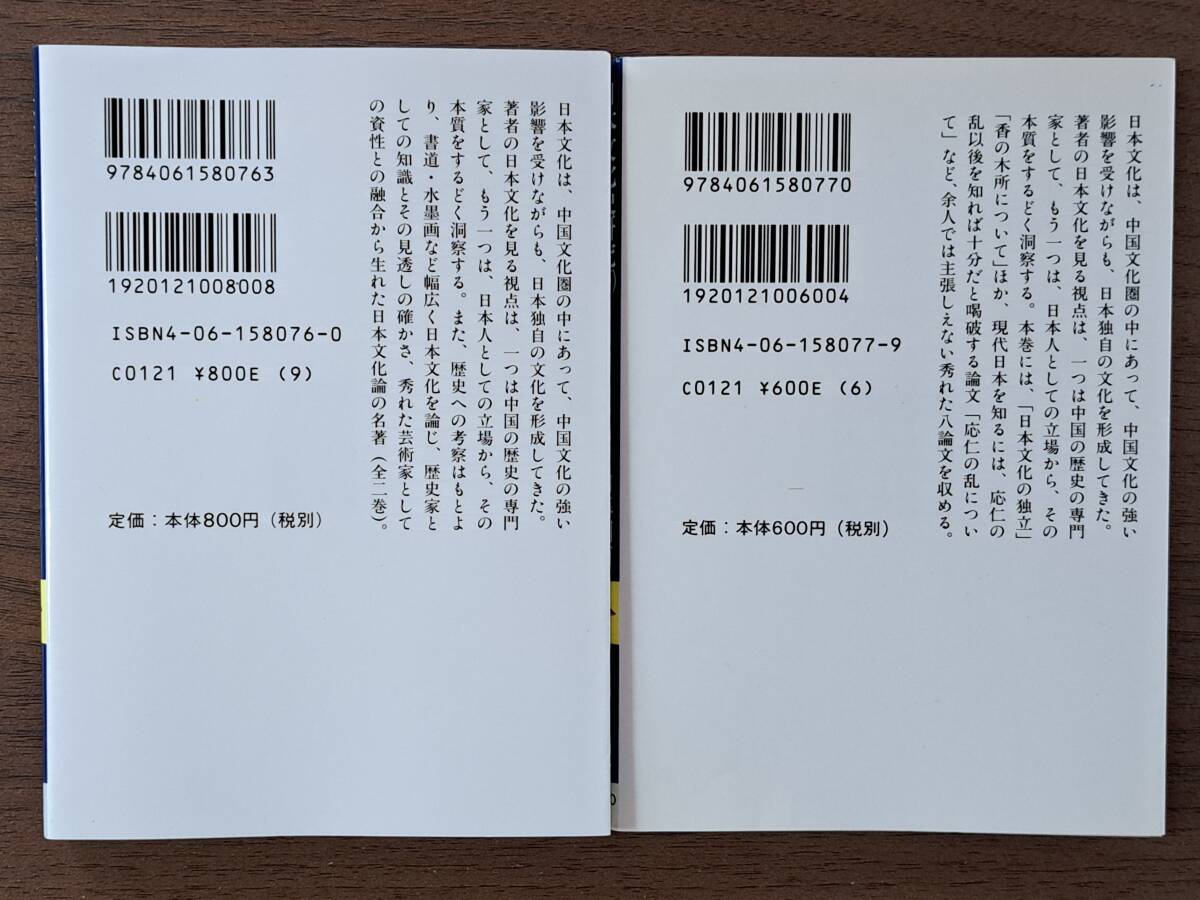 9784061580763
1920121008008
ISBN4-06-158076-0
C0121 ¥800E (9)
定価：本体800円（税別）
日本文化は、中国文化圏の中にあって、中国文化の強い
影響を受けながらも、日本独自の文化を形成してきた。
著者の日本文化を見る視点は、一つは中国の歴史の専門
家として、もう一つは、日本人としての立場から、その
本質をするどく洞察する。また、歴史への考察はもとよ
り、書道・水墨画など幅広く日本文化を論じ、歴史家と
しての知識とその見透しの確かさ、秀れた芸術家として
の資性との融合から生れた日本文化論の名著（全二巻）。
9784061580770
1920121006004
ISBN4-06-158077-9
C0121 ¥600E (6)
定価：本体600円（税別）
日本文化は、中国文化圏の中にあって、中国文化の強い
影響を受けながらも、日本独自の文化を形成してきた。
著者の日本文化を見る視点は、一つは中国の歴史の専門
家として、もう一つは、日本人としての立場から、その
本質をするどく洞察する。本巻には、「日本文化の独立」
「香の木所について」ほか、現代日本を知るには、応仁の
乱以後を知れば十分だと喝破する論文「応仁の乱につい
て」など、余人では主張しえない秀れた八論文を収める。